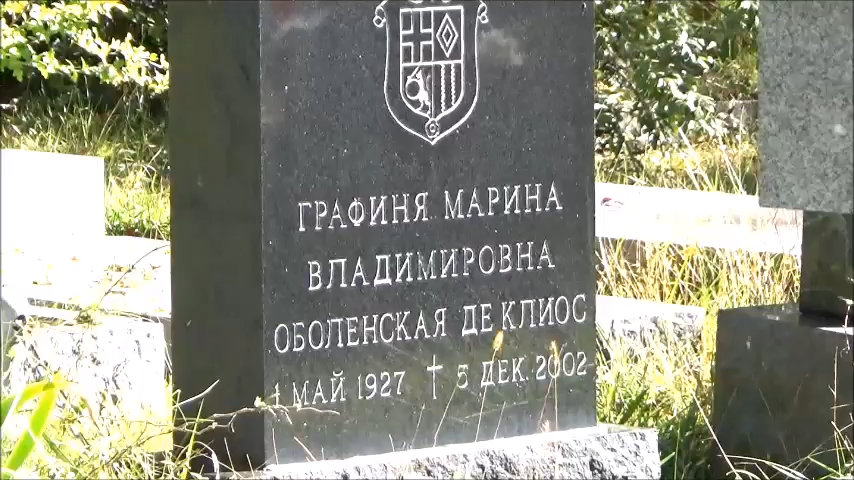 ГРАФИНЯ МАРИНА
ВЛАДИМИРОВНА
ОБОЛЕНСКАЯ ДЕ КЛИОС
1 МАЙ 1927 † 5 ДЕК. 2002